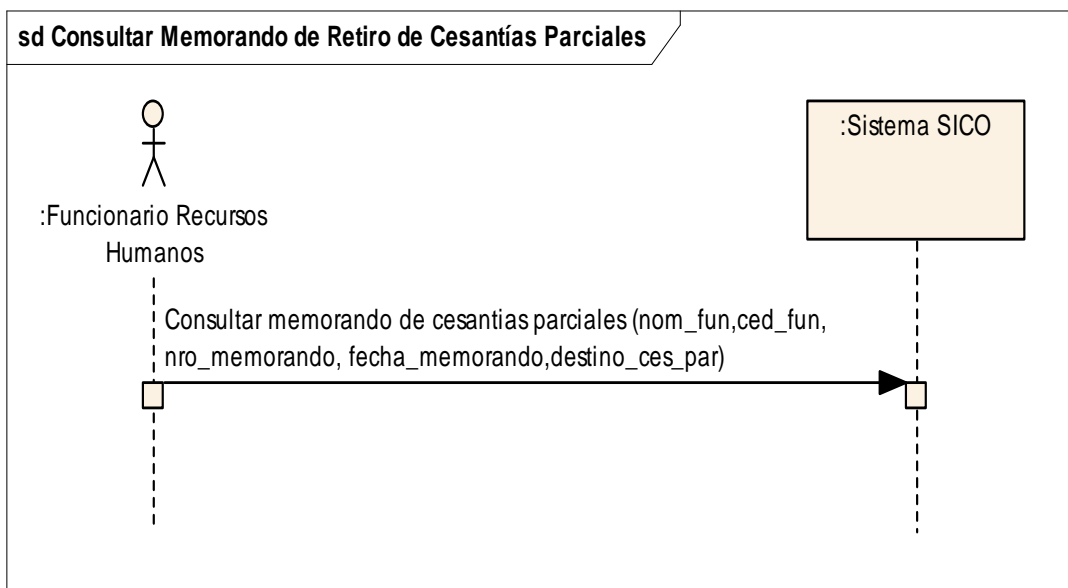 sd Consultar Memorando de Retiro de Cesantías Parciales
:Funcionario Recursos
Humanos
:Sistema SICO
Consultar memorando de cesantias parciales (nom_fun,ced_fun,
nro_memorando, fecha_memorando,destino_ces_par)